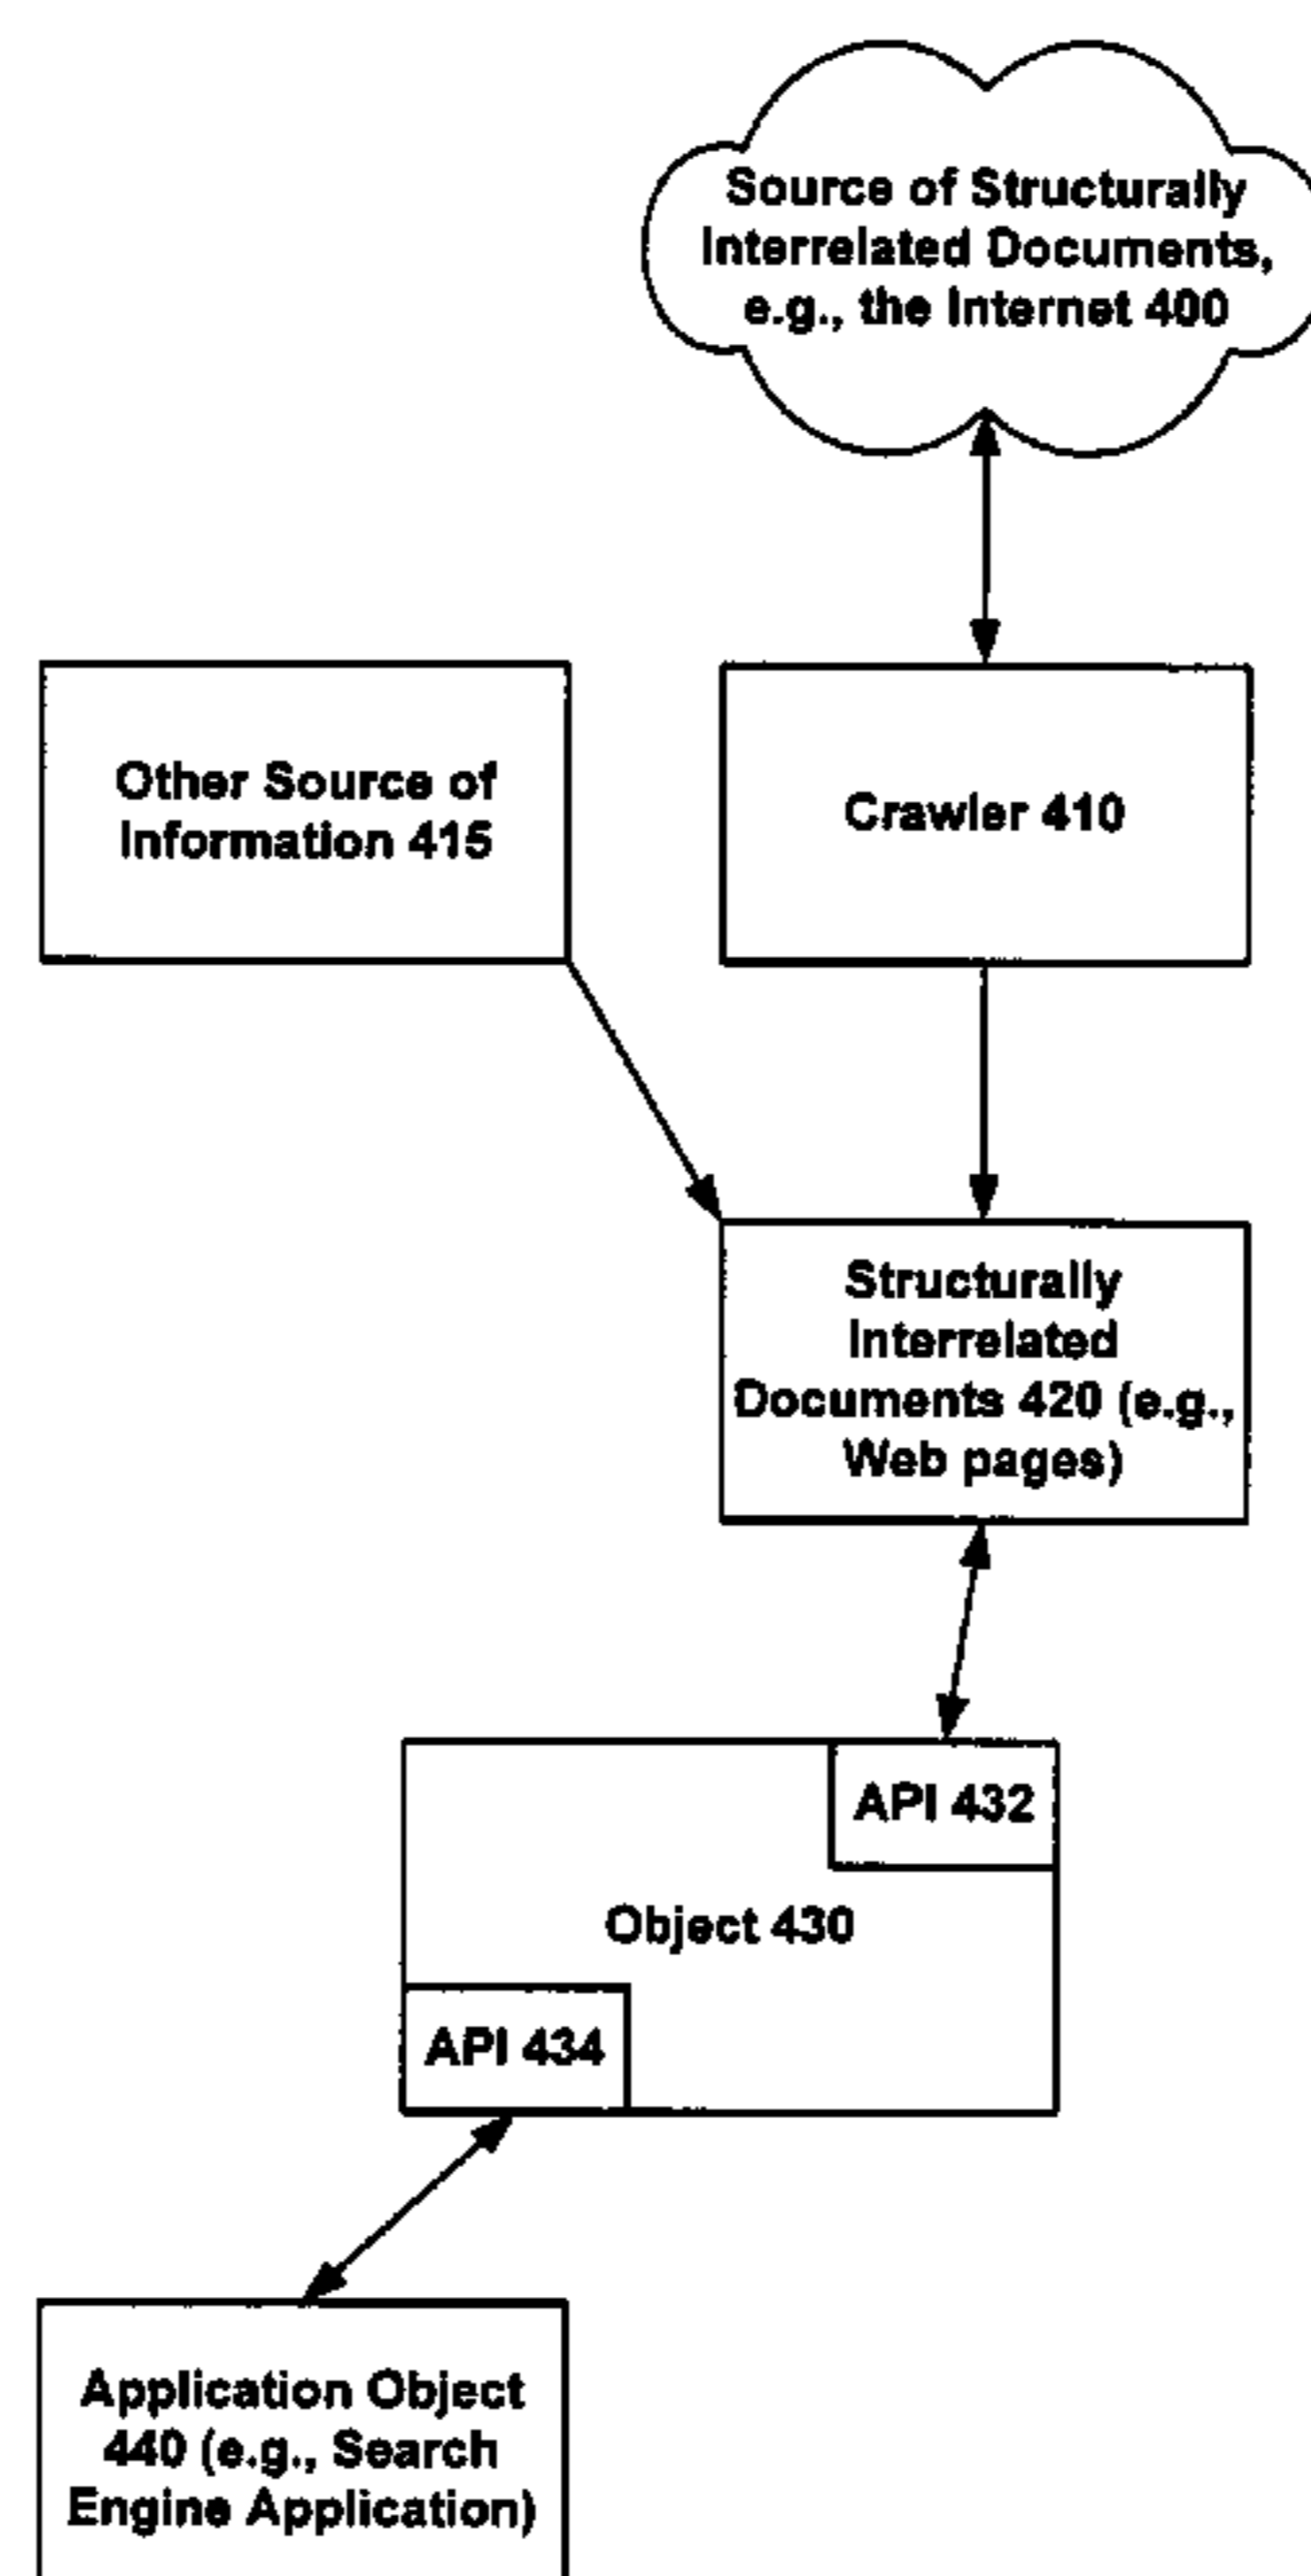 Source of Structurally
Interrelated Documents,
e.g., the Internet 400
Other Source of
Information 415
Crawler 410
Structurally
Interrelated
Documents 420 (e.g.,
Web pages)
API 432
Object 430
API 434
Application Object
440 (e.g., Search
Engine Application)